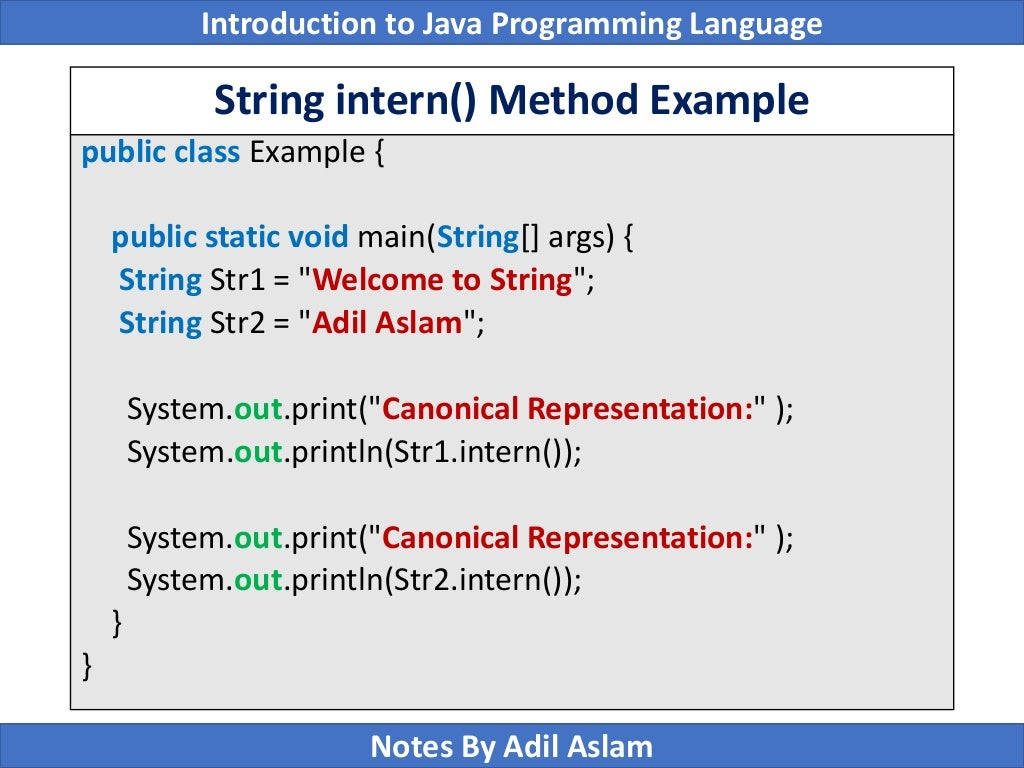 Introduction to Java Programming Language
String intern() Method Example
public class Example {
public static void main(String[] args) {
String Str1 = "Welcome to String";
String Str2 = "Adil Aslam";
System.out.print("Canonical Representation:" );
System.out.println(Str1.intern());
System.out.print("Canonical Representation:" );
System.out.println(Str2.intern());
}
}
Notes By Adil Aslam